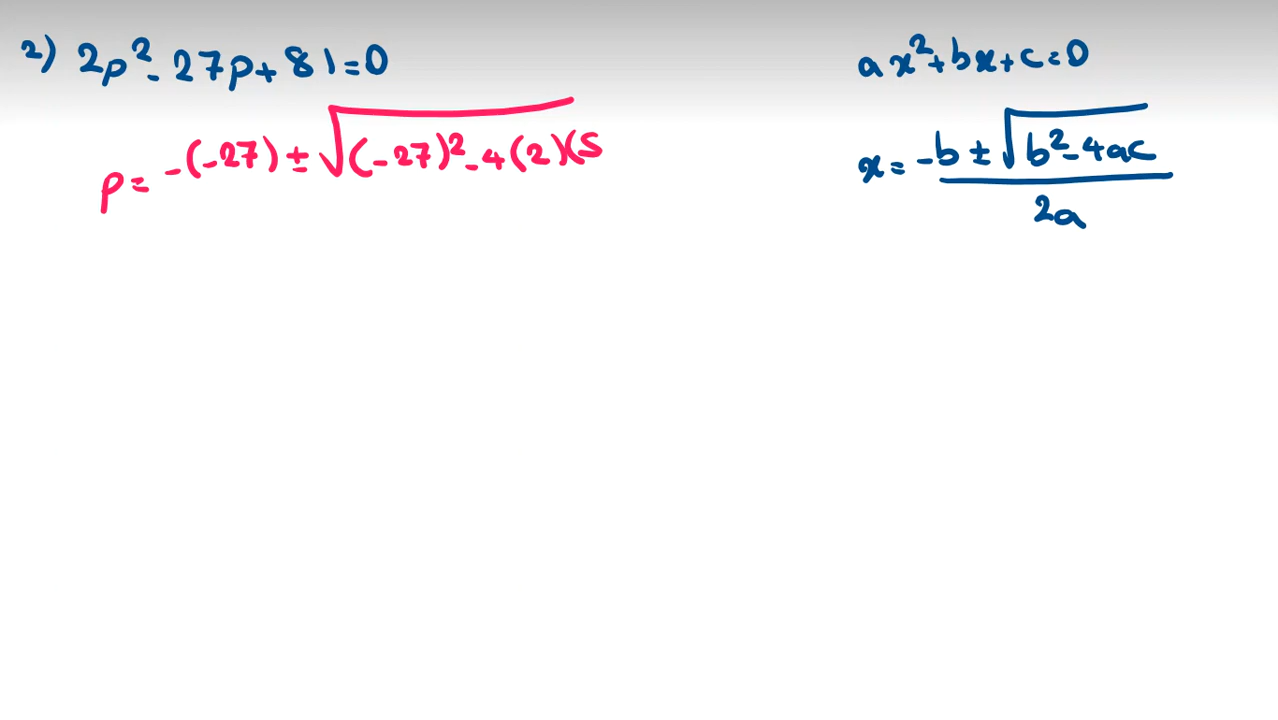 2) 2p² - 27p + 81 = 0
ax² + bx + c = 0
p = -(-27) ± √(-27)² - 4(2)(S
x = -b ± √b² - 4ac
2a